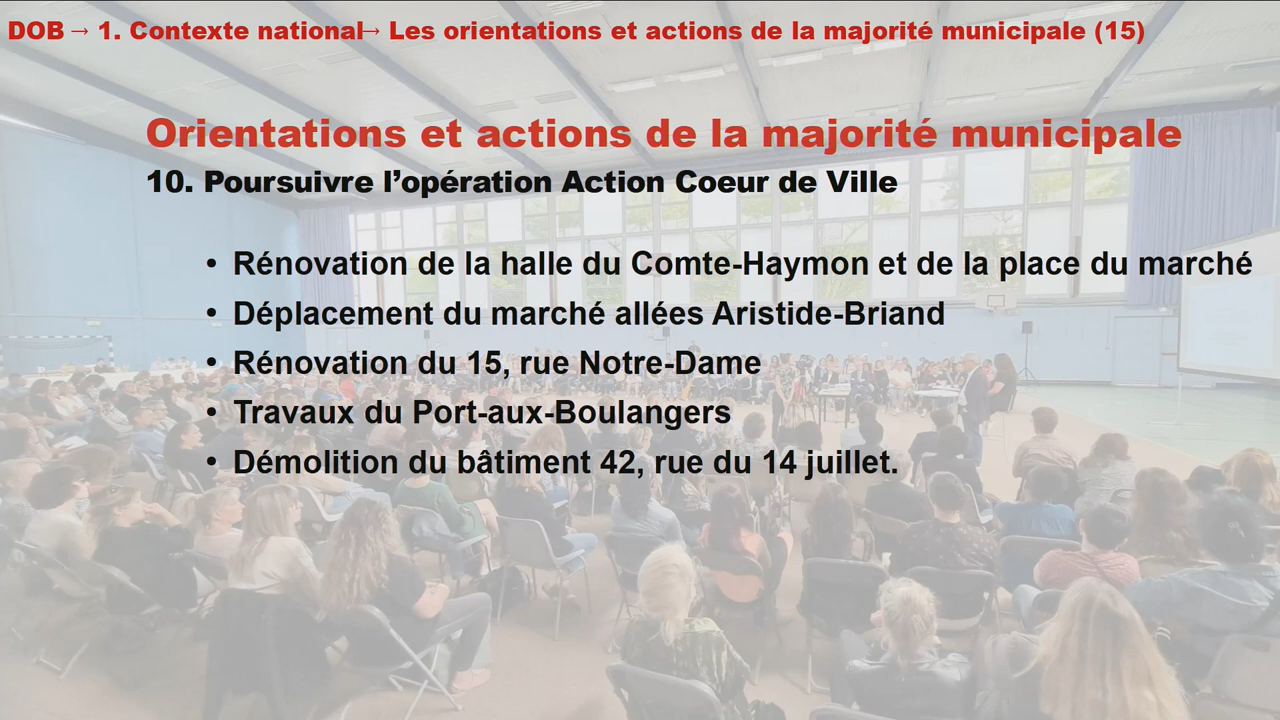 DOB → 1. Contexte national→ Les orientations et actions de la majorité municipale (15)
Orientations et actions de la majorité municipale
10. Poursuivre l’opération Action Coeur de Ville
• Rénovation de la halle du Comte-Haymon et de la place du marché
• Déplacement du marché allées Aristide-Briand
• Rénovation du 15, rue Notre-Dame
• Travaux du Port-aux-Boulangers
• Démolition du bâtiment 42, rue du 14 juillet.